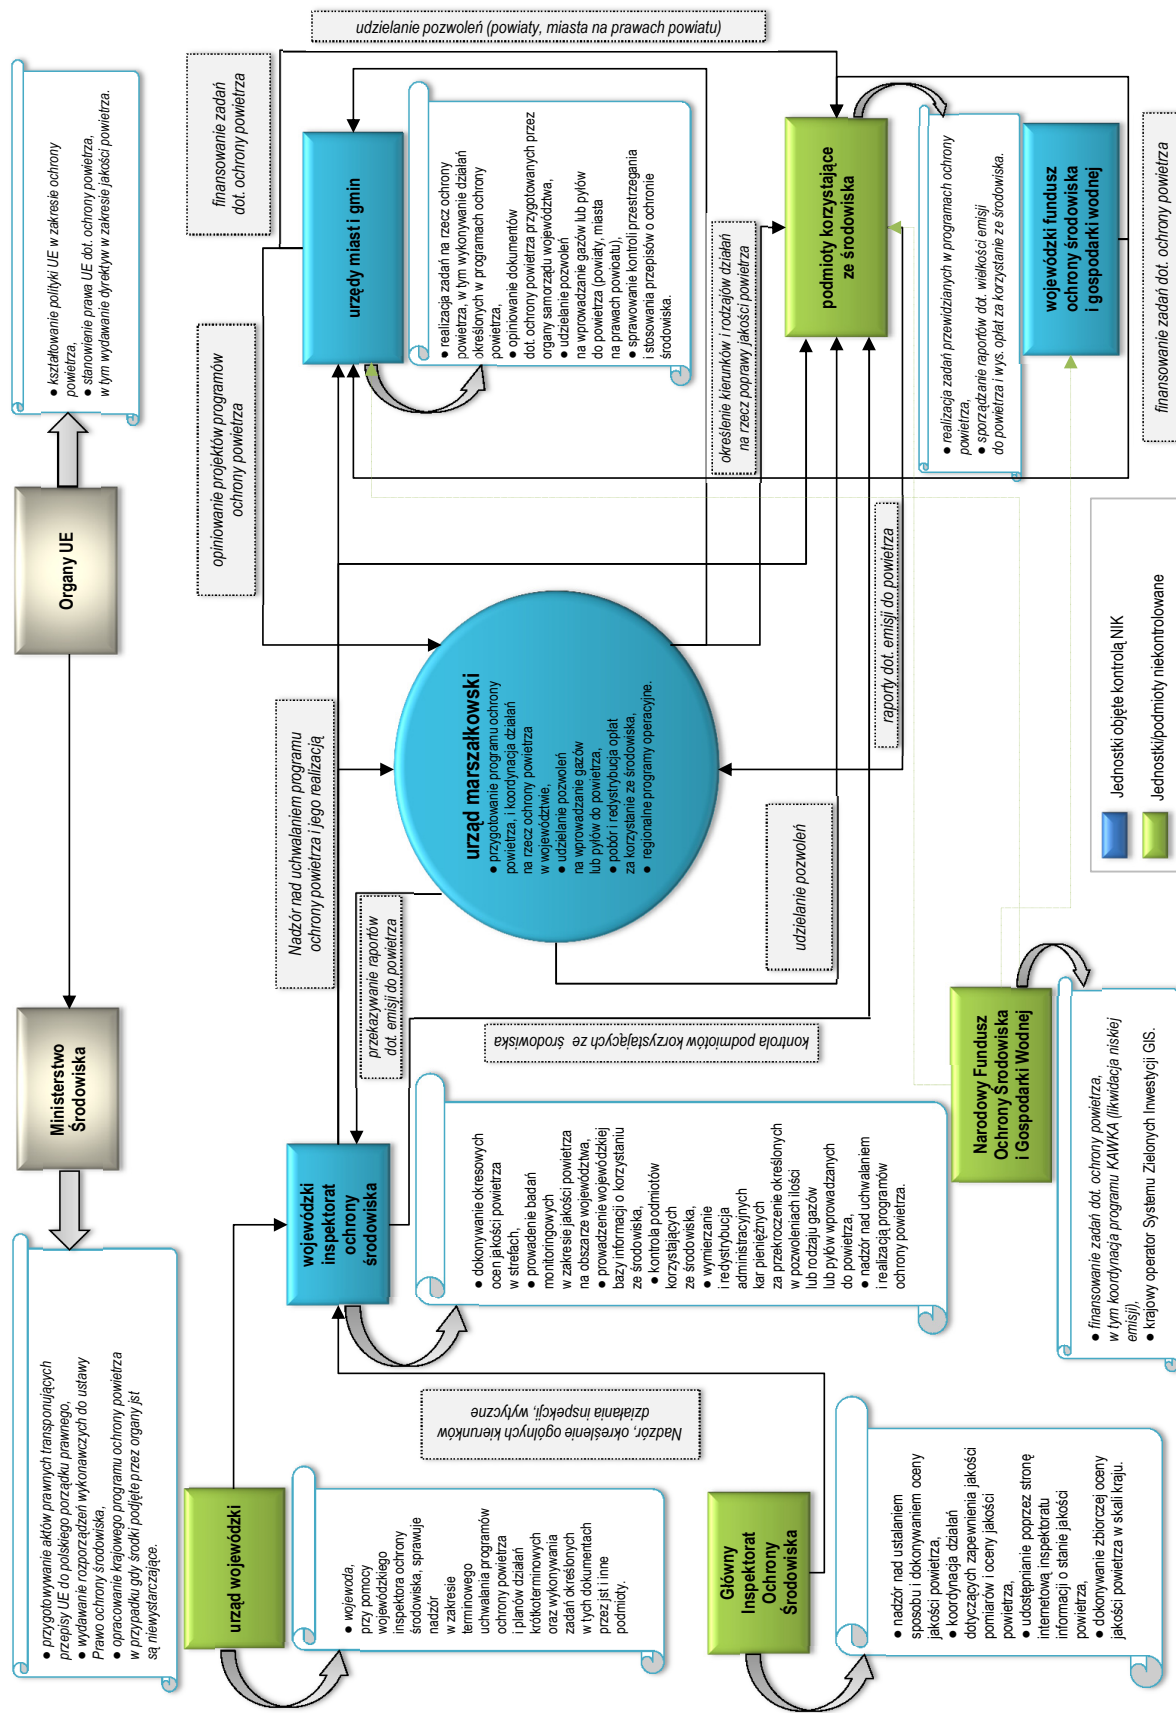 ● przygotowywanie aktów prawnych transponujących
przepisy UE do polskiego porządku prawnego,
● wydawanie rozporządzeń wykonawczych do ustawy
Prawo ochrony środowiska,
● opracowanie krajowego programu ochrony powietrza
w przypadku gdy środki podjęte przez organy jst
są niewystarczające.
Ministerstwo
Środowiska
Organy UE
● kształtowanie polityki UE w zakresie ochrony
powietrza,
● stanowienie prawa UE dot. ochrony powietrza,
w tym wydawanie dyrektyw w zakresie jakości powietrza.
urząd wojewódzki
● wojewoda,
przy pomocy
wojewódzkiego
inspektora ochrony
środowiska, sprawuje
nadzór
w zakresie
terminowego
uchwalania programów
ochrony powietrza
i planów działań
krótkoterminowych
oraz wykonywania
zadań określonych
w tych dokumentach
przez jst i inne
podmioty.
Nadzór, określenie ogólnych kierunków
działania inspekcji, wytyczne
wojewódzki
inspektorat
ochrony
środowiska
● dokonywanie okresowych
ocen jakości powietrza
w strefach,
● prowadenie badań
monitoringowych
w zakresie jakości powietrza
na obszarze województwa,
● prowadzenie wojewódzkiej
bazy informacji o korzystaniu
ze środowiska,
● kontrola podmiotów
korzystających
ze środowiska,
● wymierzanie
i redystybucja
administracyjnych
kar pieniężnych
za przekroczenie określonych
w pozwoleniach ilości
lub rodzaju gazów
lub pyłów wprowadzanych
do powietrza,
● nadzór nad uchwalaniem
i realizacją programów
ochrony powietrza.
Nadzór nad uchwalaniem programu
ochrony powietrza i jego realizacją
przekazywanie raportów
dot. emisji do powietrza
kontrola podmiotów korzystających ze środowiska
opiniowanie projektów programów
ochrony powietrza
finansowanie zadań
dot. ochrony powietrza
udzielanie pozwoleń (powiaty, miasta na prawach powiatu)
urząd marszałkowski
● przygotowanie programu ochrony
powietrza, i koordynacja działań
na rzecz ochrony powietrza
w województwie,
● udzielanie pozwoleń
na wprowadzanie gazów
lub pyłów do powietrza,
● pobór i redystrybucja opłat
za korzystanie ze środowiska,
● regionalne programy operacyjne.
urzędy miast i gmin
● realizacja zadań na rzecz ochrony
powietrza, w tym wykonywanie działań
określonych w programach ochrony
powietrza,
● opiniowanie dokumentów
dot. ochrony powietrza przygotowanych przez
organy samorządu województwa,
● udzielanie pozwoleń
na wprowadzanie gazów lub pyłów
do powietrza (powiaty, miasta
na prawach powioatu),
● sprawowanie kontroli przestrzegania
i stosowania przepisów o ochronie
środowiska.
określenie kierunków i rodzajów działań
na rzecz poprawy jakości powietrza
udzielanie pozwoleń
raporty dot. emisji do powietrza
podmioty korzystające
ze środowiska
● realizacja zadań przewidzianych w programach ochrony
powietrza,
● sporządzanie raportów dot. wielkości emisji
do powietrza i wys. opłat za korzystanie ze środowiska.
Główny
Inspektorat
Ochrony
Środowiska
● nadzór nad ustalaniem
sposobu i dokonywaniem oceny
jakości powietrza,
● koordynacja działań
dotyczących zapewnienia jakości
pomiarów i oceny jakości
powietrza,
● udostępnianie poprzez stronę
internetową inspektoratu
informacji o stanie jakości
powietrza,
● dokonywanie zbiorczej oceny
jakości powietrza w skali kraju.
Narodowy Fundusz
Ochrony Środowiska
i Gospodarki Wodnej
● finansowanie zadań dot. ochrony powietrza,
w tym koordynacja programu KAWKA (likwidacja niskiej
emisji),
● krajowy operator Systemu Zielonych Inwestycji GIS.
wojewódzki fundusz
ochrony środowiska
i gospodarki wodnej
finansowanie zadań dot. ochrony powietrza
Jednostki objęte kontrolą NIK
Jednostki/podmioty niekontrolowane